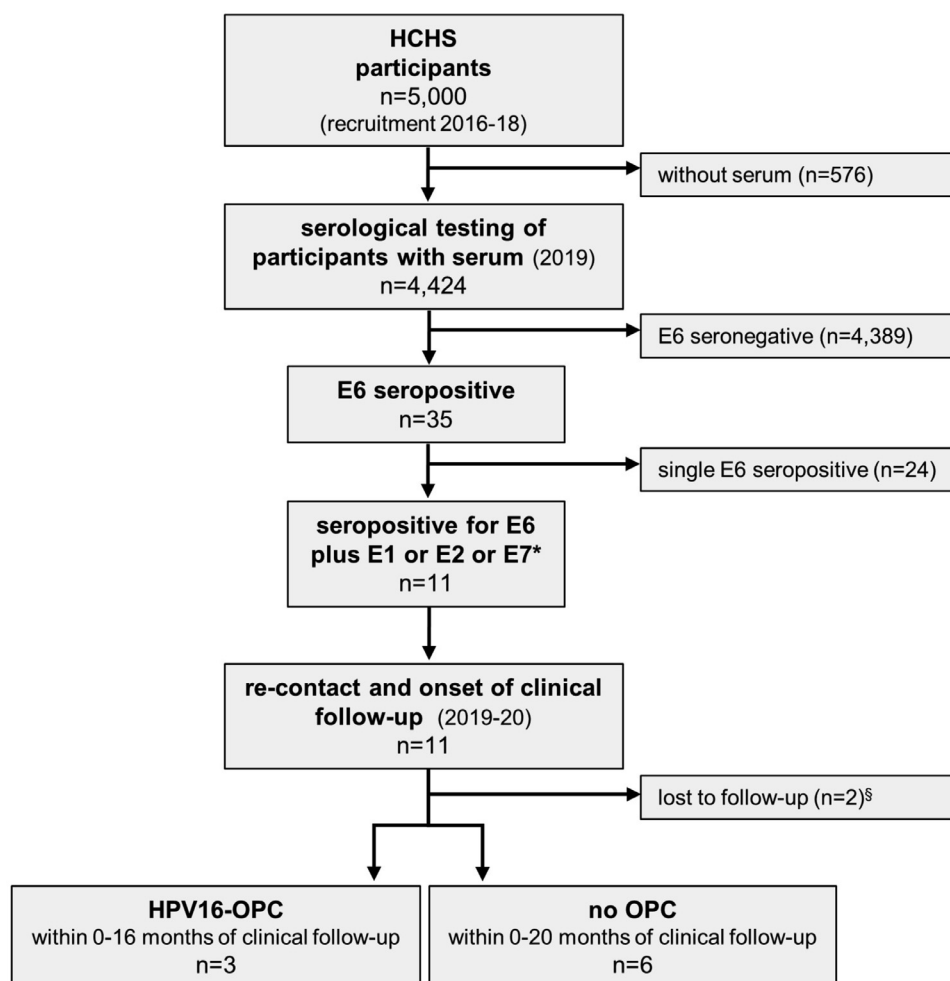 HCHS
participants
n=5,000
(recruitment 2016-18)
without serum (n=576)
serological testing of
participants with serum (2019)
n=4,424
E6 seronegative (n=4,389)
E6 seropositive
n=35
single E6 seropositive (n=24)
seropositive for E6
plus E1 or E2 or E7*
n=11
re-contact and onset of clinical
follow-up (2019-20)
n=11
lost to follow-up (n=2)§
HPV16-OPC
within 0-16 months of clinical follow-up
n=3
no OPC
within 0-20 months of clinical follow-up
n=6